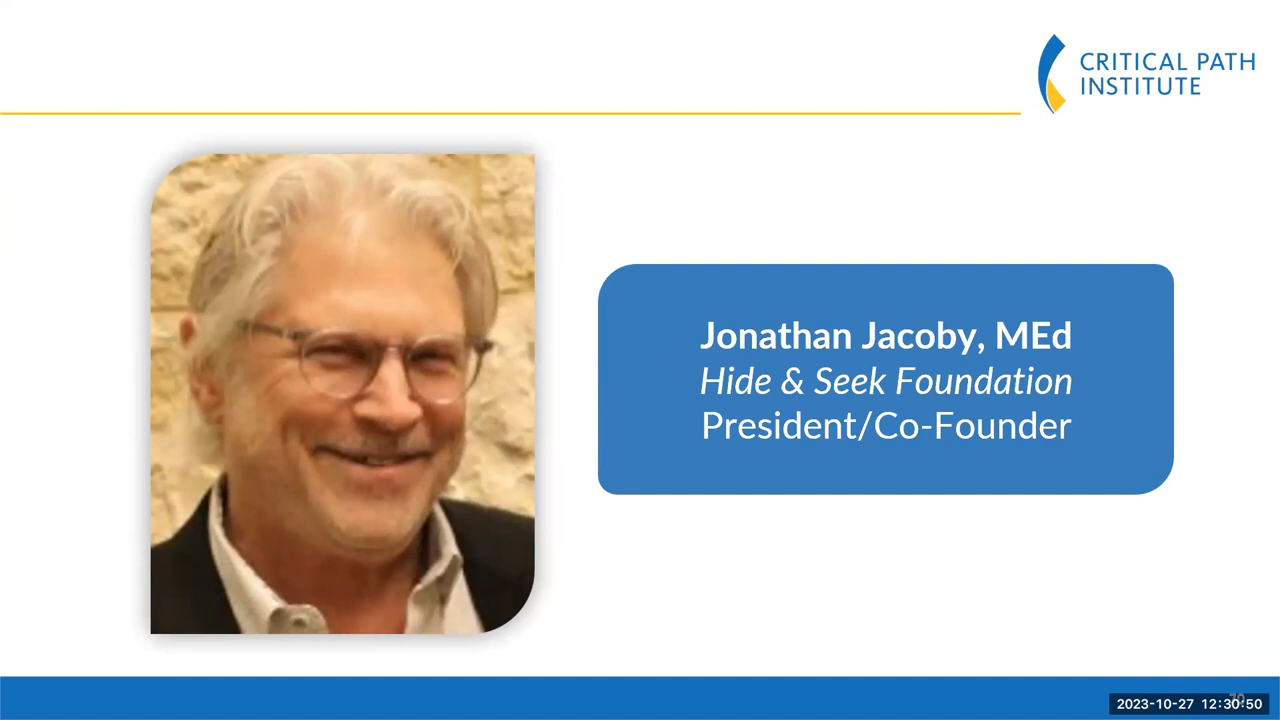 CRITICAL PATH
INSTITUTE
Jonathan Jacoby, MEd
Hide & Seek Foundation
President/Co-Founder
2023-10-27 12:30:50